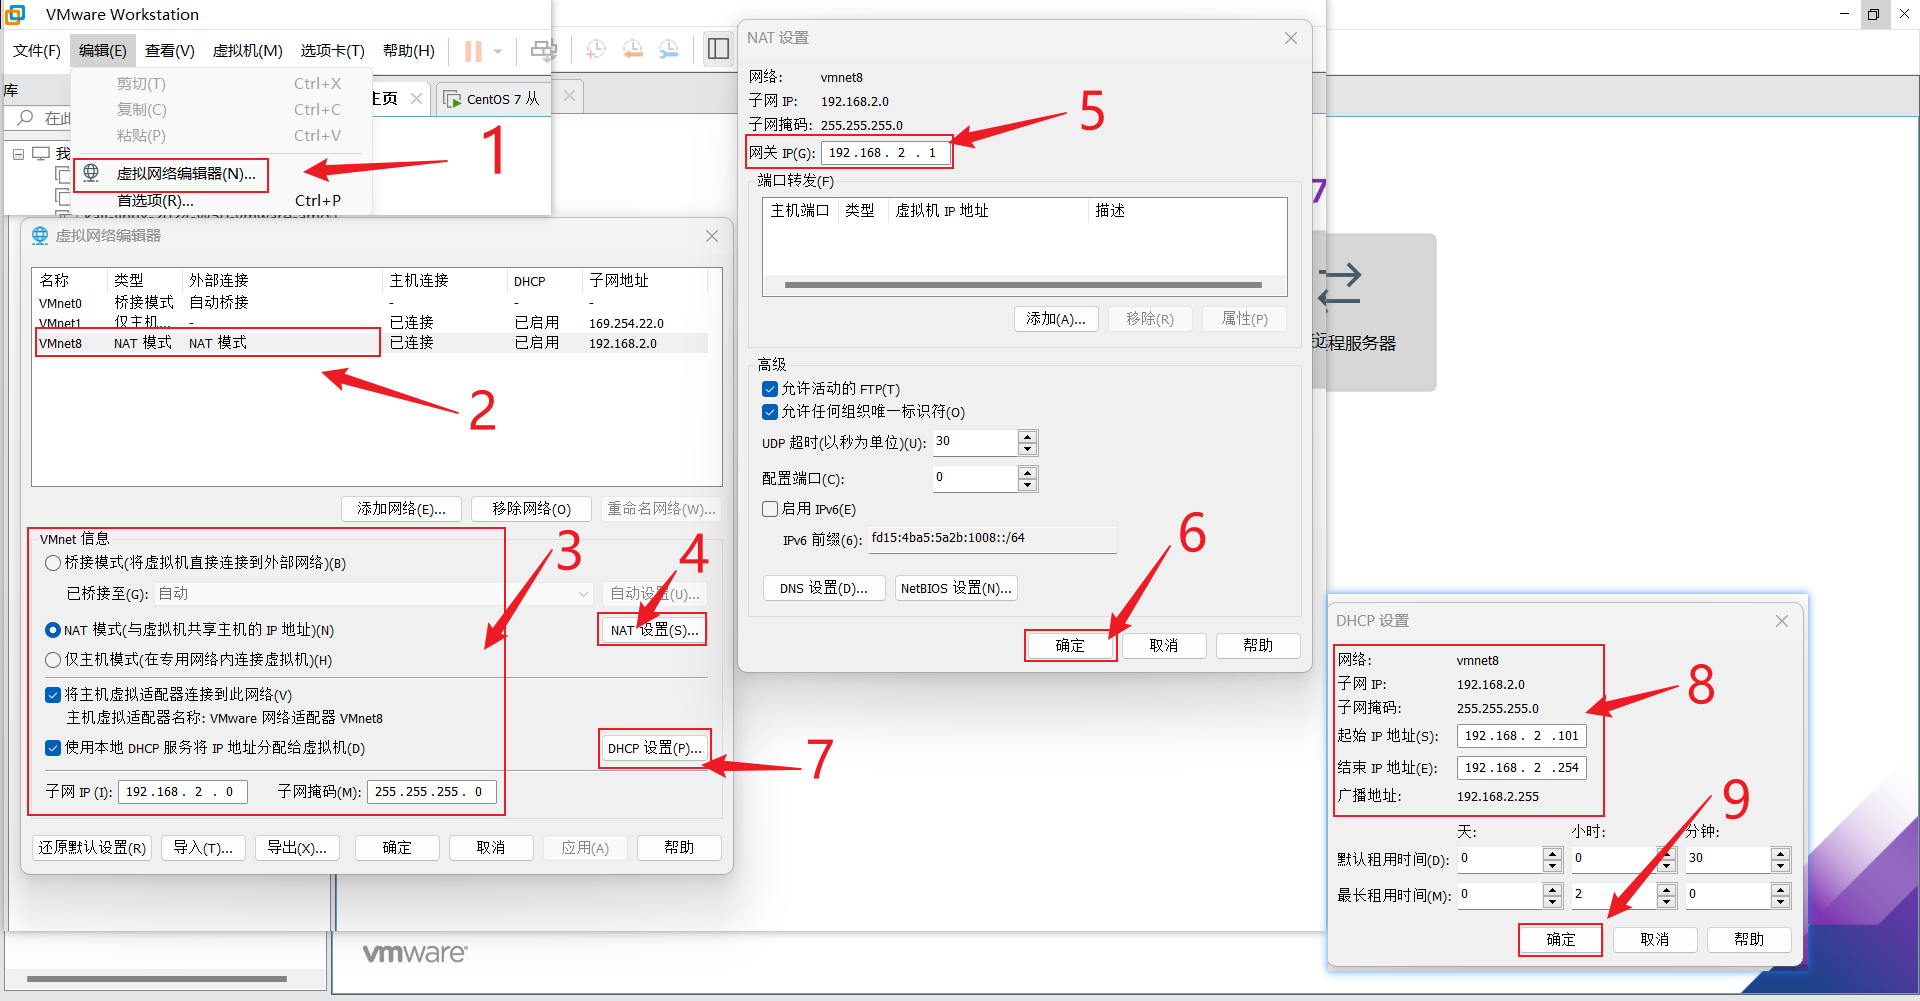 VMware Workstation
文件(F) 编辑(E) 查看(V) 虚拟机(M) 选项卡(T) 帮助(H)
剪切(T) Ctrl+X
复制(C) Ctrl+C
粘贴(P) Ctrl+V
虚拟网络编辑器(N)...
首选项(R)... Ctrl+P
库
在此
我
主页
CentOS 7 从
1
虚拟网络编辑器
名称 类型 外部连接 主机连接 DHCP 子网地址
VMnet0 桥接模式 自动桥接 - - -
VMnet1 仅主机... - 已连接 已启用 169.254.22.0
VMnet8 NAT 模式 NAT 模式 已连接 已启用 192.168.2.0
2
添加网络(E)... 移除网络(O) 重命名网络(W)...
VMnet 信息
3
桥接模式(将虚拟机直接连接到外部网络)(B)
4
已桥接至(G): 自动 自动设置(U)...
NAT 模式(与虚拟机共享主机的 IP 地址)(N) NAT 设置(S)...
仅主机模式(在专用网络内连接虚拟机)(H)
将主机虚拟适配器连接到此网络(V)
主机虚拟适配器名称: VMware 网络适配器 VMnet8
使用本地 DHCP 服务将 IP 地址分配给虚拟机(D) DHCP 设置(P)...
7
子网 IP (I): 192.168. 2 . 0 子网掩码(M): 255.255.255. 0
还原默认设置(R) 导入(T)... 导出(X)... 确定 取消 应用(A) 帮助
vmware
NAT 设置
网络: vmnet8
子网 IP: 192.168.2.0
子网掩码: 255.255.255.0
网关 IP(G): 192.168. 2 . 1
5
端口转发(F)
主机端口 类型 虚拟机 IP 地址 描述
添加(A)... 移除(R) 属性(P)
高级
允许活动的 FTP(T)
允许任何组织唯一标识符(O)
UDP 超时(以秒为单位)(U): 30
配置端口(C): 0
启用 IPv6(E)
IPv6 前缀(6): fd15:4ba5:5a2b:1008::/64
6
DNS 设置(D)... NetBIOS 设置(N)...
确定 取消 帮助
7
远程服务器
DHCP 设置
网络: vmnet8
子网 IP: 192.168.2.0
子网掩码: 255.255.255.0
起始 IP 地址(S): 192.168. 2 .101
结束 IP 地址(E): 192.168. 2 .254
广播地址: 192.168.2.255
8
9
天: 小时: 分钟:
默认租用时间(D): 0 0 30
最长租用时间(M): 0 2 0
确定 取消 帮助